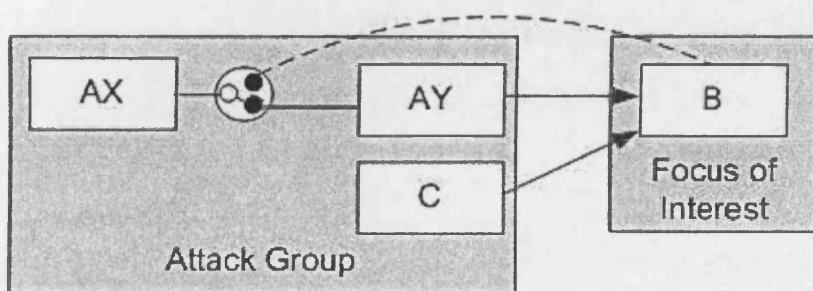 AX
AY
B
C
Focus of
Interest
Attack Group